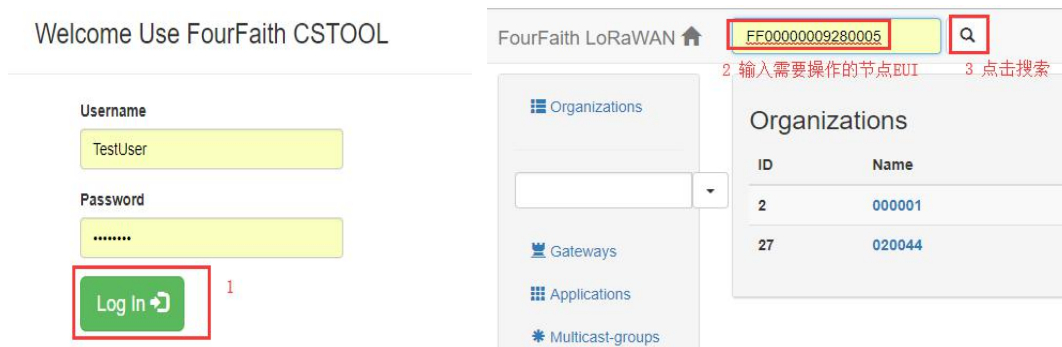 Welcome Use FourFaith CSTOOL
Username
TestUser
Password
••••••••
Log In
1
FourFaith LoRaWAN
FF00000009280005
2 输入需要操作的节点EUI
3 点击搜索
Organizations
Gateways
Applications
Multicast-groups
Organizations
ID Name
2 000001
27 020044